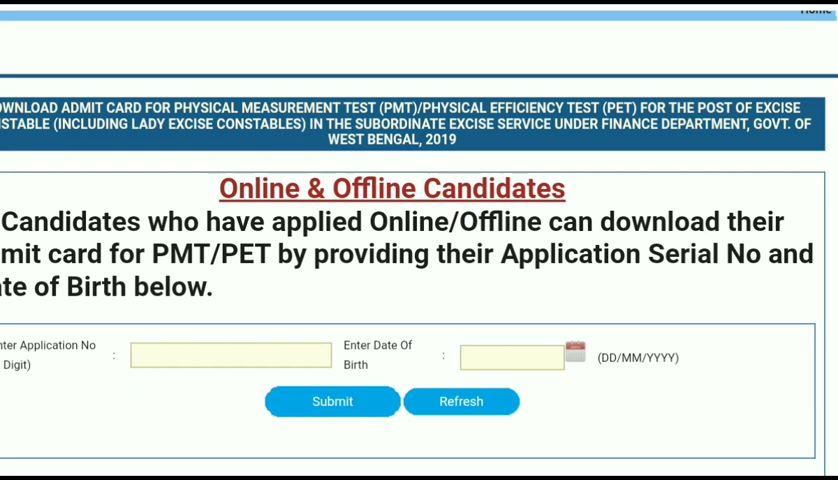 Home
OWNLOAD ADMIT CARD FOR PHYSICAL MEASUREMENT TEST (PMT)/PHYSICAL EFFICIENCY TEST (PET) FOR THE POST OF EXCISE
STABLE (INCLUDING LADY EXCISE CONSTABLES) IN THE SUBORDINATE EXCISE SERVICE UNDER FINANCE DEPARTMENT, GOVT. OF
WEST BENGAL, 2019
Online & Offline Candidates
Candidates who have applied Online/Offline can download their
mit card for PMT/PET by providing their Application Serial No and
ate of Birth below.
nter Application No
Digit)
:
Enter Date Of
Birth
:
(DD/MM/YYYY)
Submit
Refresh